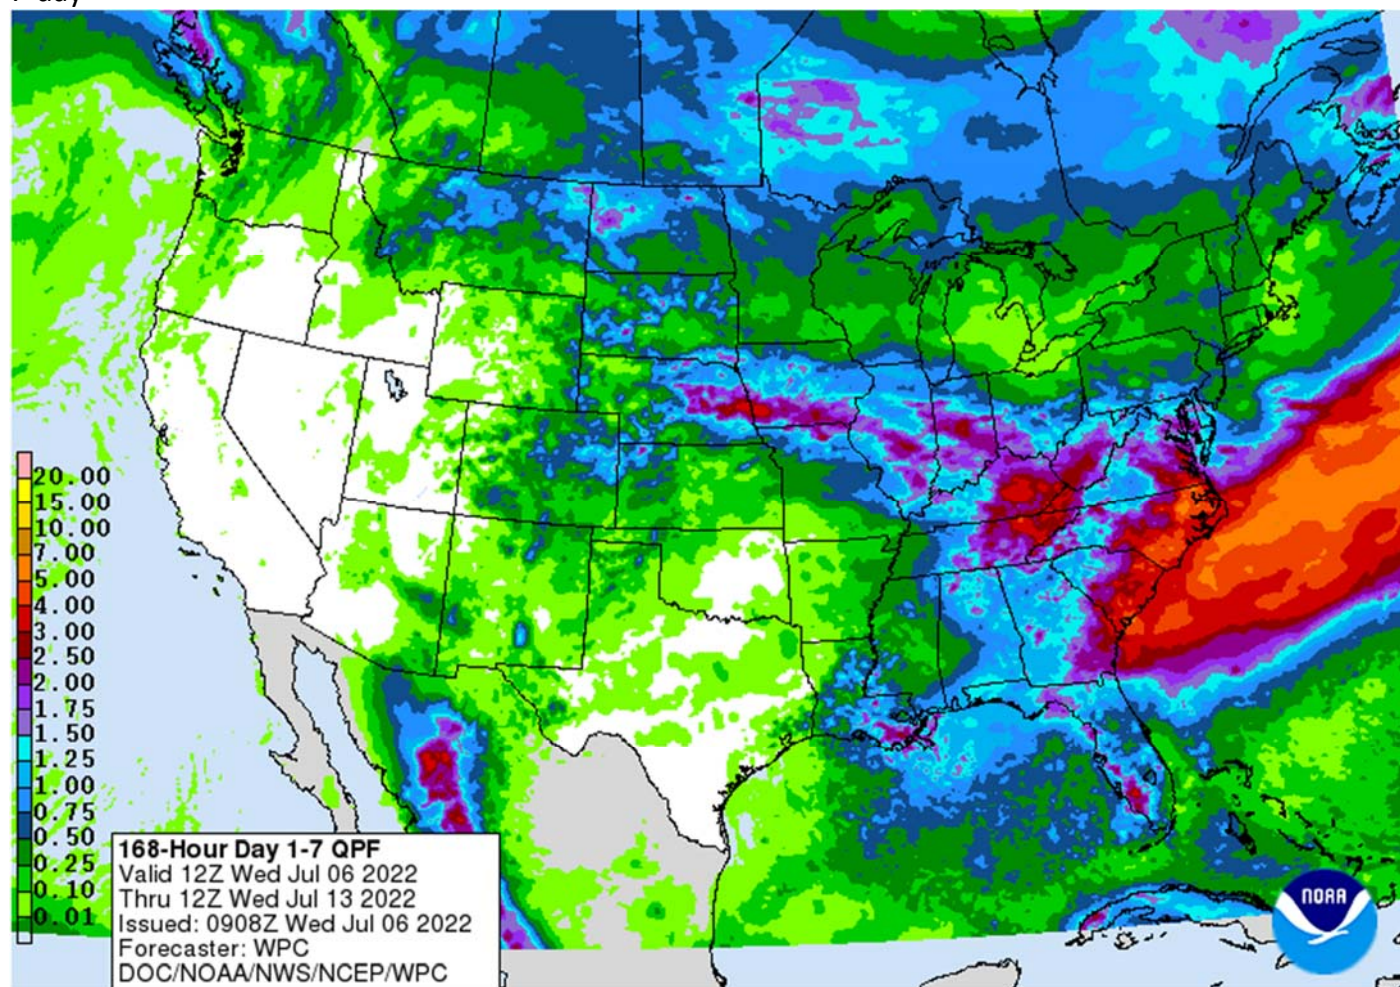 20.00
15.00
10.00
7.00
5.00
4.00
3.00
2.50
2.00
1.75
1.50
1.25
1.00
0.75
0.50
0.25
0.10
0.01
168-Hour Day 1-7 QPF
Valid 12Z Wed Jul 06 2022
Thru 12Z Wed Jul 13 2022
Issued: 0908Z Wed Jul 06 2022
Forecaster: WPC
DOC/NOAA/NWS/NCEP/WPC
NOAA